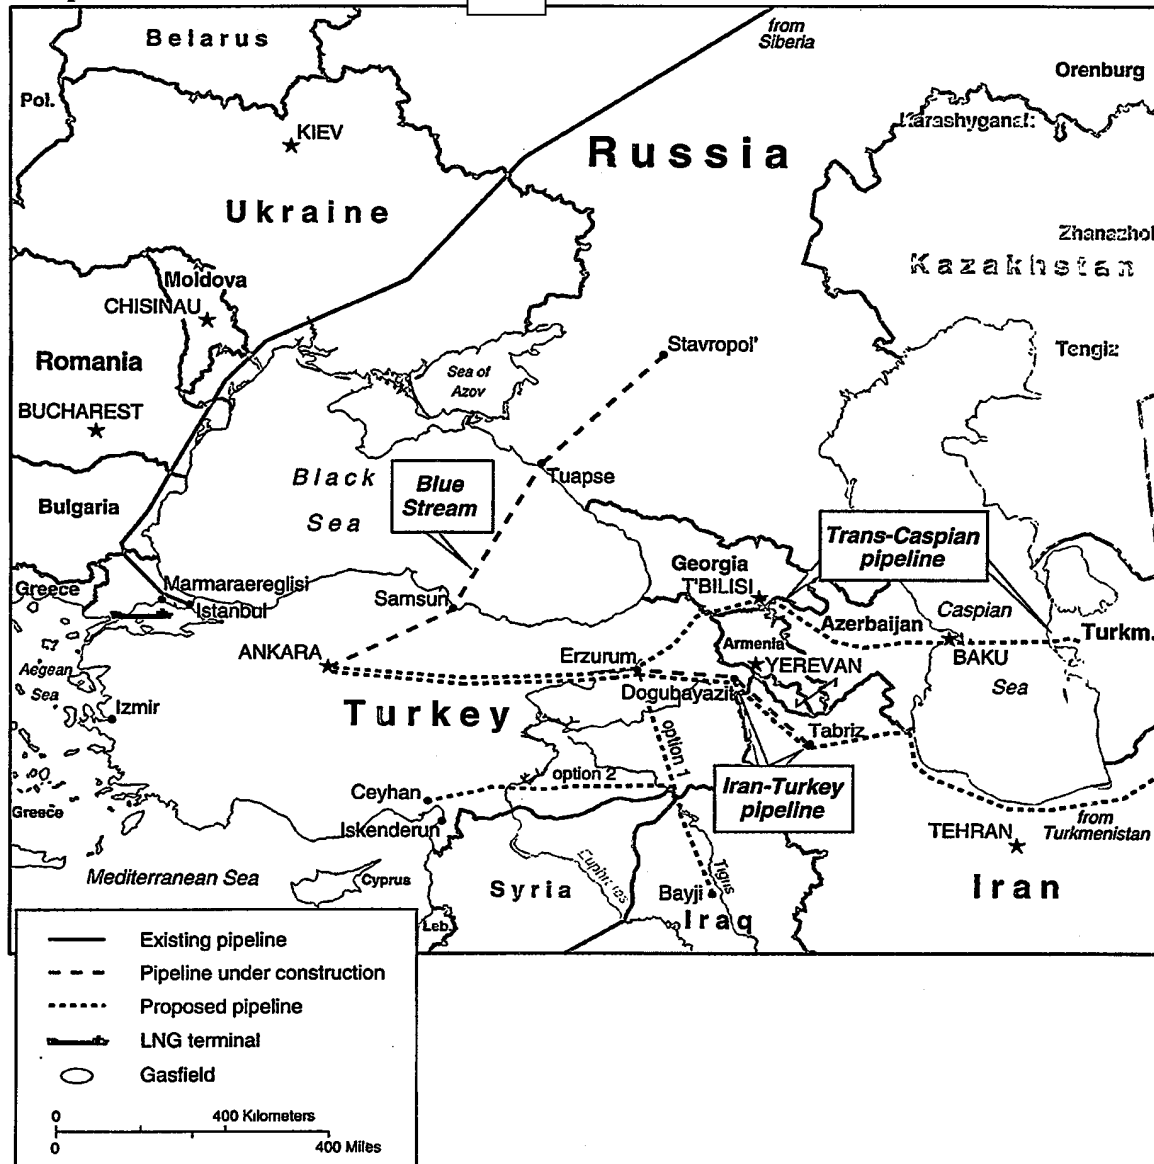 from
Siberia
Belarus
Orenburg
Pol.
KIEV
Karashyganak
Russia
Ukraine
Zhanazhol
Kazakhstan
Moldova
CHISINAU
Stavropol'
Tengiz
Romania
Sea of
Azov
BUCHAREST
Black
Sea
Blue
Stream
Tuapse
Bulgaria
Trans-Caspian
pipeline
Georgia
T'BILISI
Greece
Marmaraereglisi
Istanbul
Samsun
Caspian
Sea
Azerbaijan
Turkm.
Armenia
ANKARA
Erzurum
YEREVAN
BAKU
Aegean
Sea
Dogubayazit
Izmir
Turkey
Tabriz
option 1
option 2
Iran-Turkey
pipeline
Ceyhan
Greece
Iskenderun
TEHRAN
from
Turkmenistan
Mediterranean Sea
Cyprus
Syria
Tigris
Bayji
Iraq
Iran
Leb.
Existing pipeline
Pipeline under construction
Proposed pipeline
LNG terminal
Gasfield
0 400 Kilometers
0 400 Miles